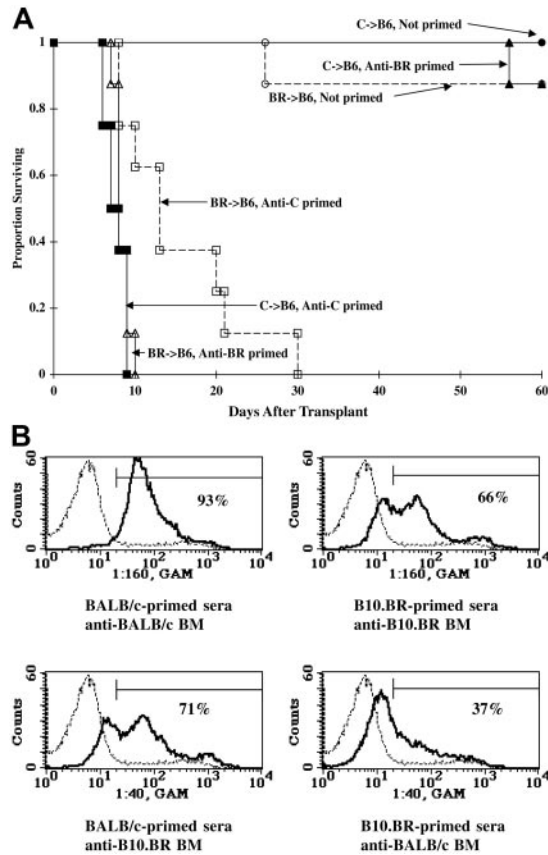 A
C->B6, Not primed
C->B6, Anti-BR primed
BR->B6, Not primed
BR->B6, Anti-C primed
C->B6, Anti-C primed
BR->B6, Anti-BR primed
Proportion Surviving
1
0.8
0.6
0.4
0.2
0
0 10 20 30 40 50 60
Days After Transplant
B
60
Counts
0
93%
10^0 10^1 10^2 10^3 10^4
1:160, GAM
BALB/c-primed sera
anti-BALB/c BM
60
Counts
0
66%
10^0 10^1 10^2 10^3 10^4
1:160, GAM
B10.BR-primed sera
anti-B10.BR BM
60
Counts
0
71%
10^0 10^1 10^2 10^3 10^4
1:40, GAM
BALB/c-primed sera
anti-B10.BR BM
60
Counts
0
37%
10^0 10^1 10^2 10^3 10^4
1:40, GAM
B10.BR-primed sera
anti-BALB/c BM